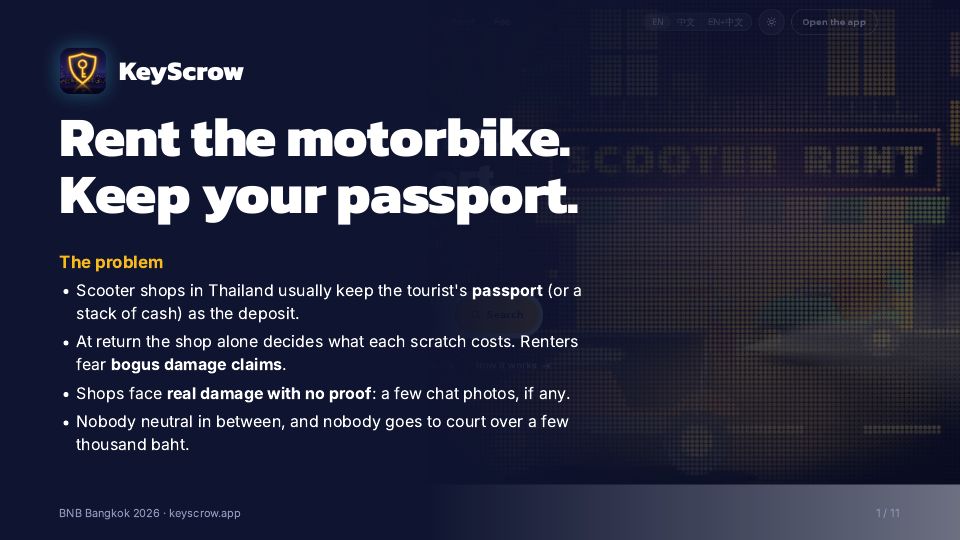 EN 中文 EN+中文 Open the app
KeyScrow
Rent the motorbike.
Keep your passport.
SCOOTER RENT
The problem
• Scooter shops in Thailand usually keep the tourist's passport (or a
stack of cash) as the deposit.
Search
• At return the shop alone decides what each scratch costs. Renters
fear bogus damage claims.
How it works →
• Shops face real damage with no proof: a few chat photos, if any.
• Nobody neutral in between, and nobody goes to court over a few
thousand baht.
BNB Bangkok 2026 · keyscrow.app
1 / 11